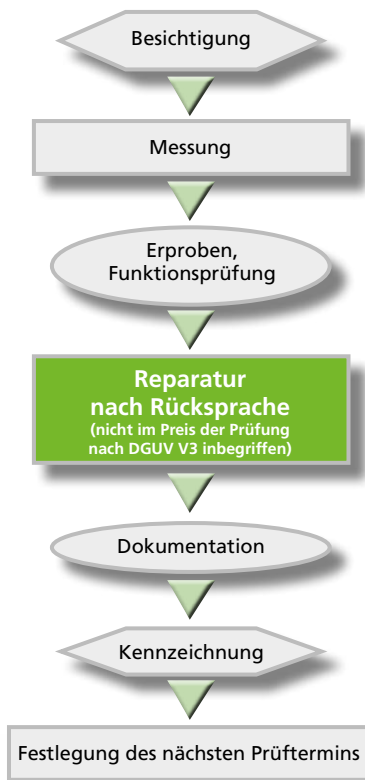 Besichtigung
Messung
Erproben,
Funktionsprüfung
Reparatur
nach Rücksprache
(nicht im Preis der Prüfung
nach DGUV V3 inbegriffen)
Dokumentation
Kennzeichnung
Festlegung des nächsten Prüftermins